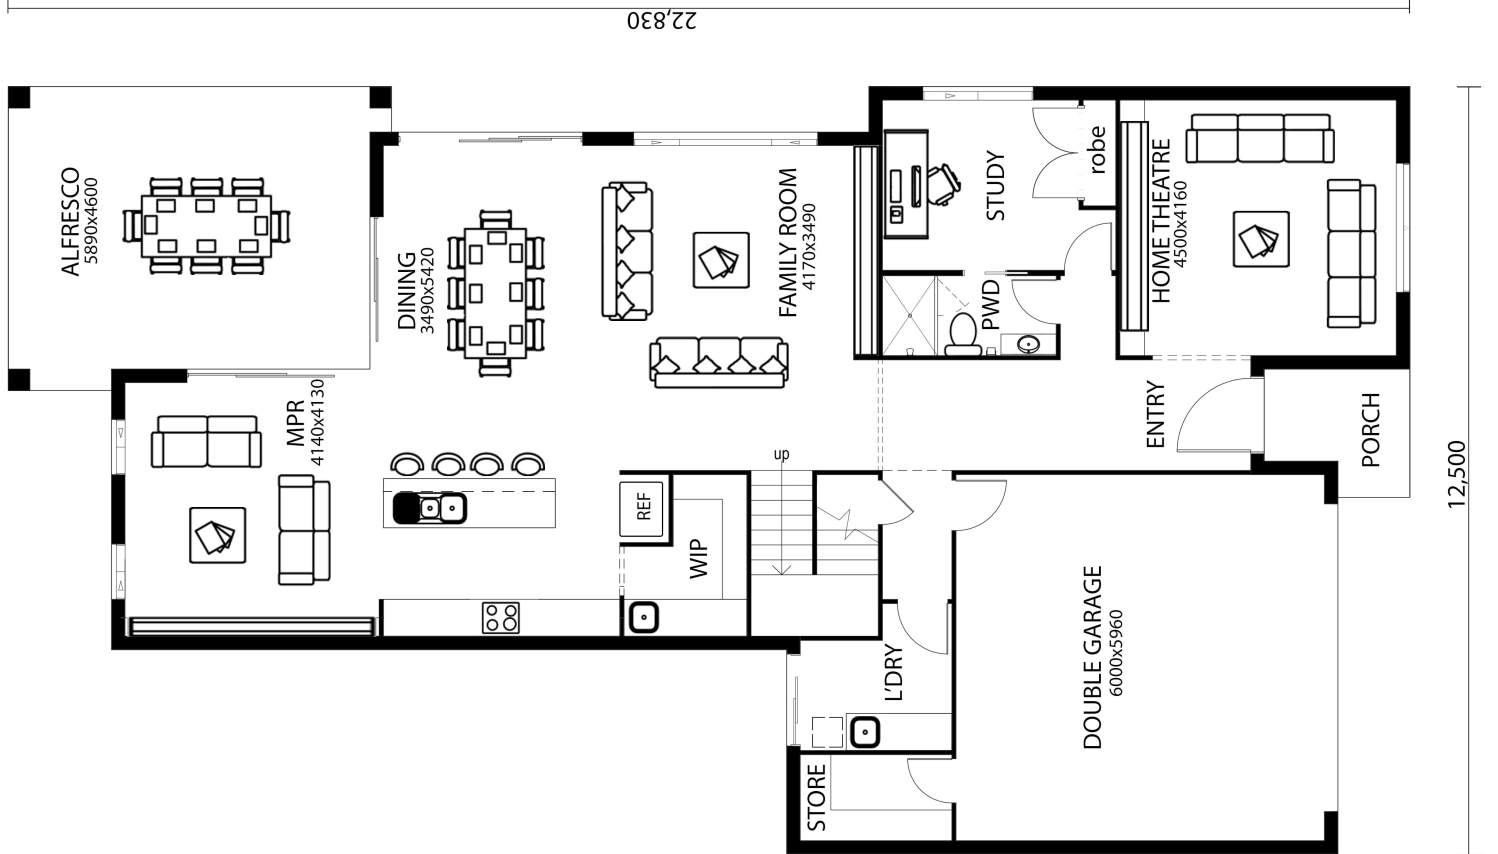 22,830
ALFRESCO
5890x4600
DINING
3490x5420
FAMILY ROOM
4170x3490
STUDY
robe
HOME THEATRE
4500x4160
PWD
MPR
4140x4130
ENTRY
PORCH
12,500
up
REF
WIP
L'DRY
DOUBLE GARAGE
6000x5960
STORE